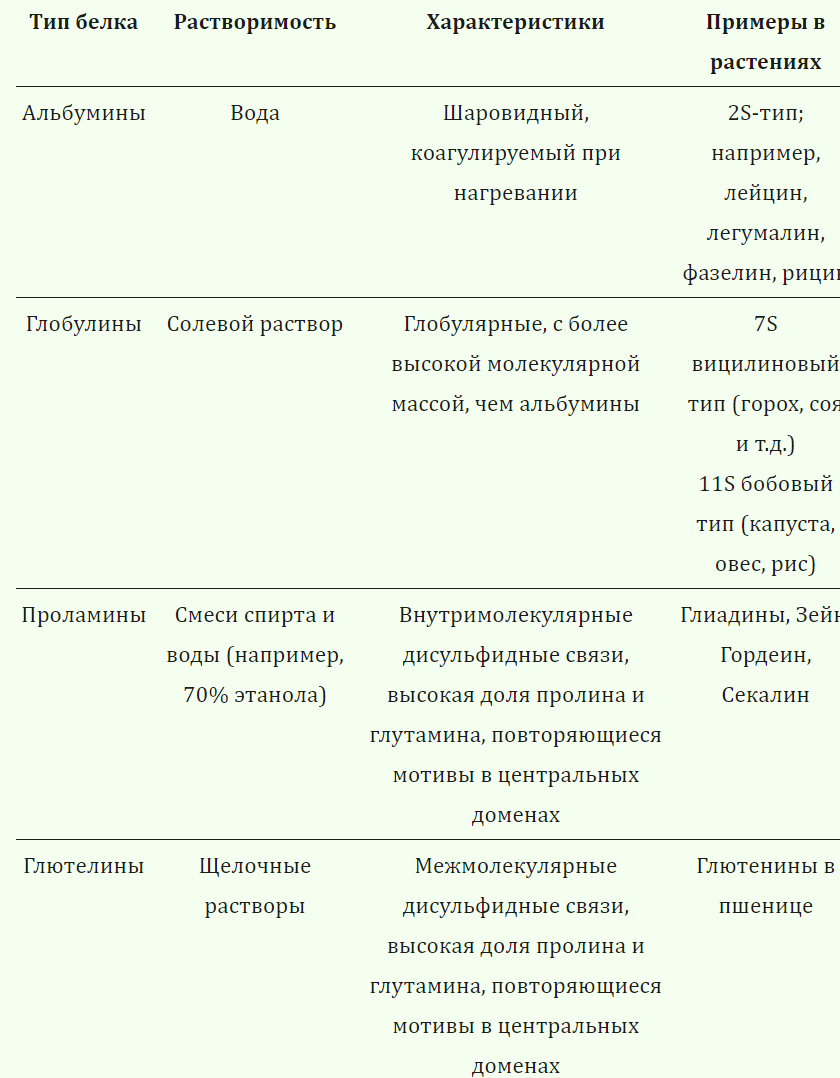 Тип белка Растворимость Характеристики Примеры в
растениях
Альбумины Вода Шаровидный, 2S-тип;
коагулируемый при например,
нагревании лейцин,
легумалин,
фазелин,
Глобулины Солевой раствор Глобулярные, с более 7S
высокой молекулярной вицилиновый
массой, чем альбумины тип (горох,
и т.д.)
11S бобовый
тип (капуста,
овес, рис)
Проламины Смеси спирта и Внутримолекулярные Глиадины,
воды (например, дисульфидные связи, Гордеин,
70% этанола) высокая доля пролина и Секалин
глутамина, повторяющиеся
мотивы в центральных
доменах
Глютелины Щелочные Межмолекулярные Глютенины в
растворы дисульфидные связи, пшенице
высокая доля пролина и
глутамина, повторяющиеся
мотивы в центральных
доменах